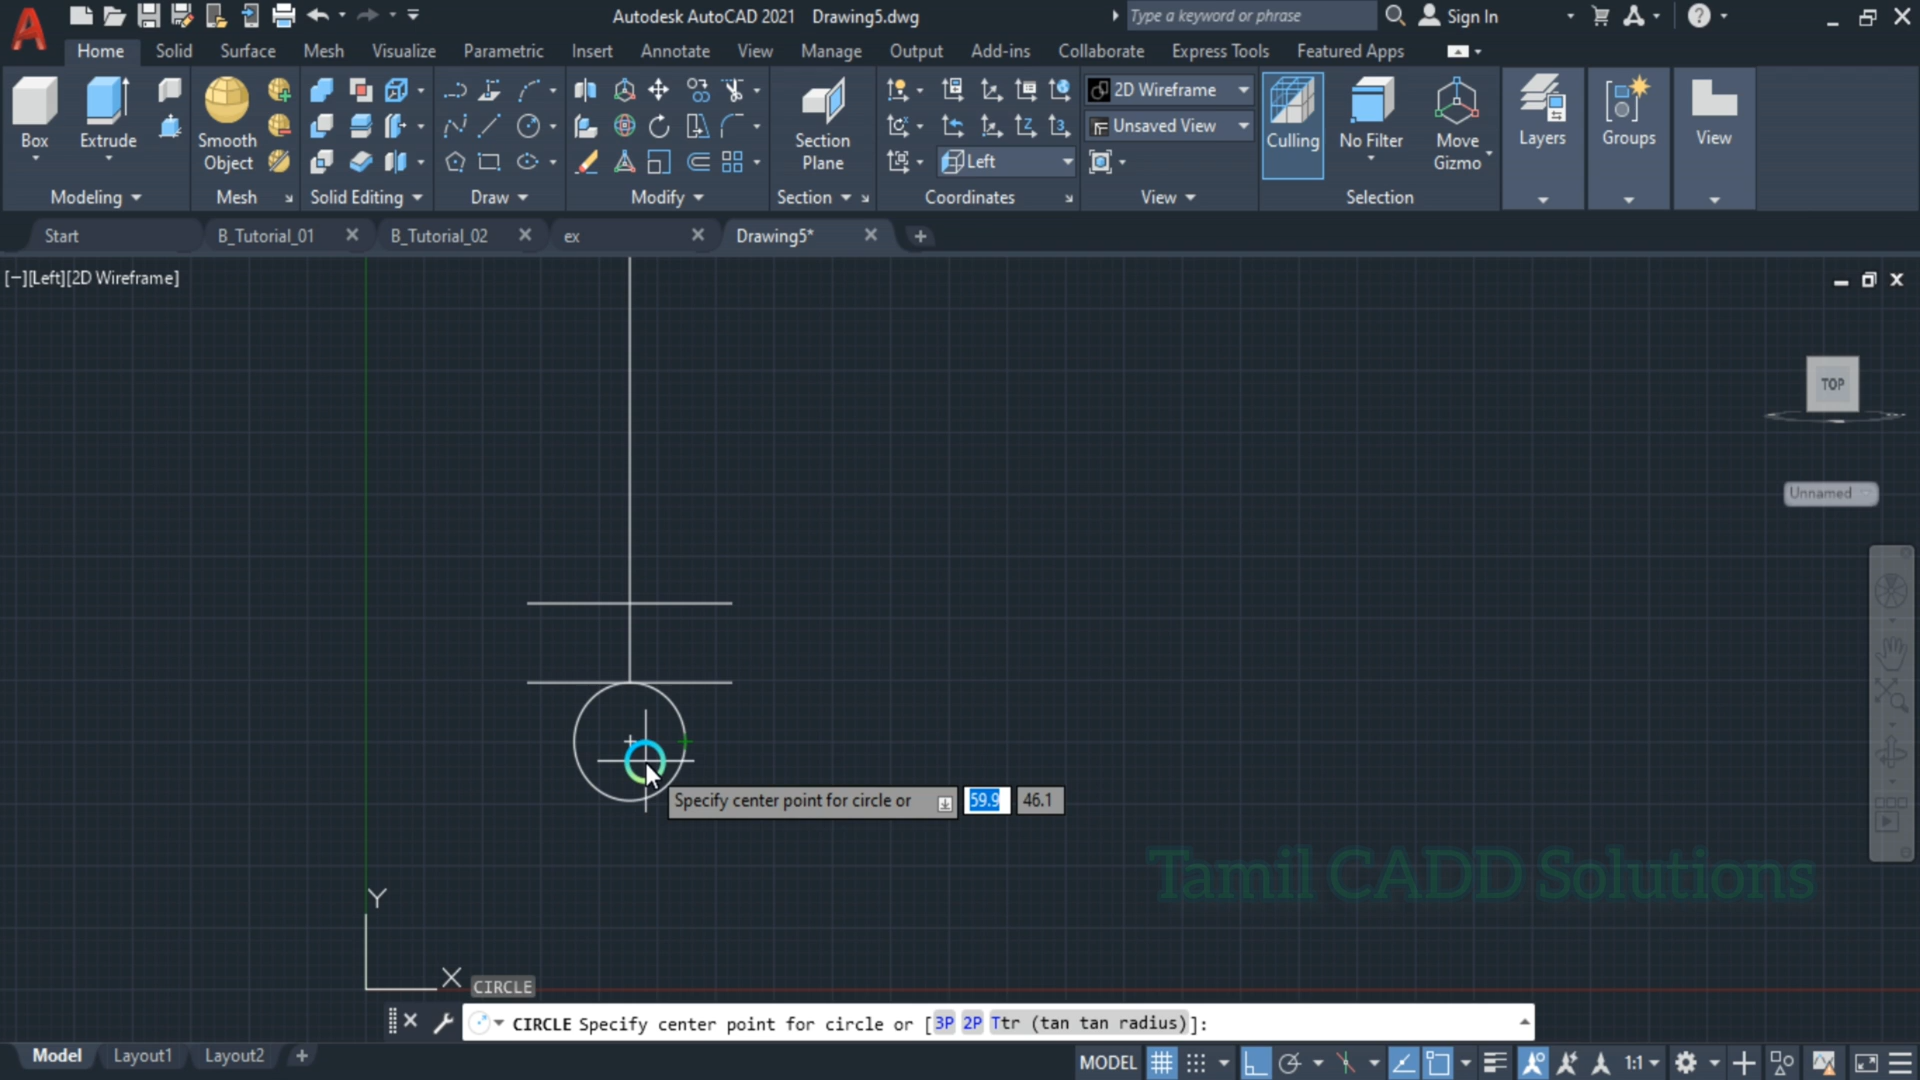 Autodesk AutoCAD 2021 Drawing5.dwg
Type a keyword or phrase
Sign In
Home Solid Surface Mesh Visualize Parametric Insert Annotate View Manage Output Add-ins Collaborate Express Tools Featured Apps
Box
Extrude
Smooth Object
Section Plane
2D Wireframe
Unsaved View
Left
Culling
No Filter
Move Gizmo
Layers
Groups
View
Modeling Mesh Solid Editing Draw Modify Section Coordinates View Selection
Start B_Tutorial_01 B_Tutorial_02 ex Drawing5*
[−][Left][2D Wireframe]
TOP
Unnamed
Specify center point for circle or 59.9 46.1
Tamil CADD Solutions
Y
X
CIRCLE
CIRCLE Specify center point for circle or [3P 2P Ttr (tan tan radius)]:
Model Layout1 Layout2
MODEL 1:1